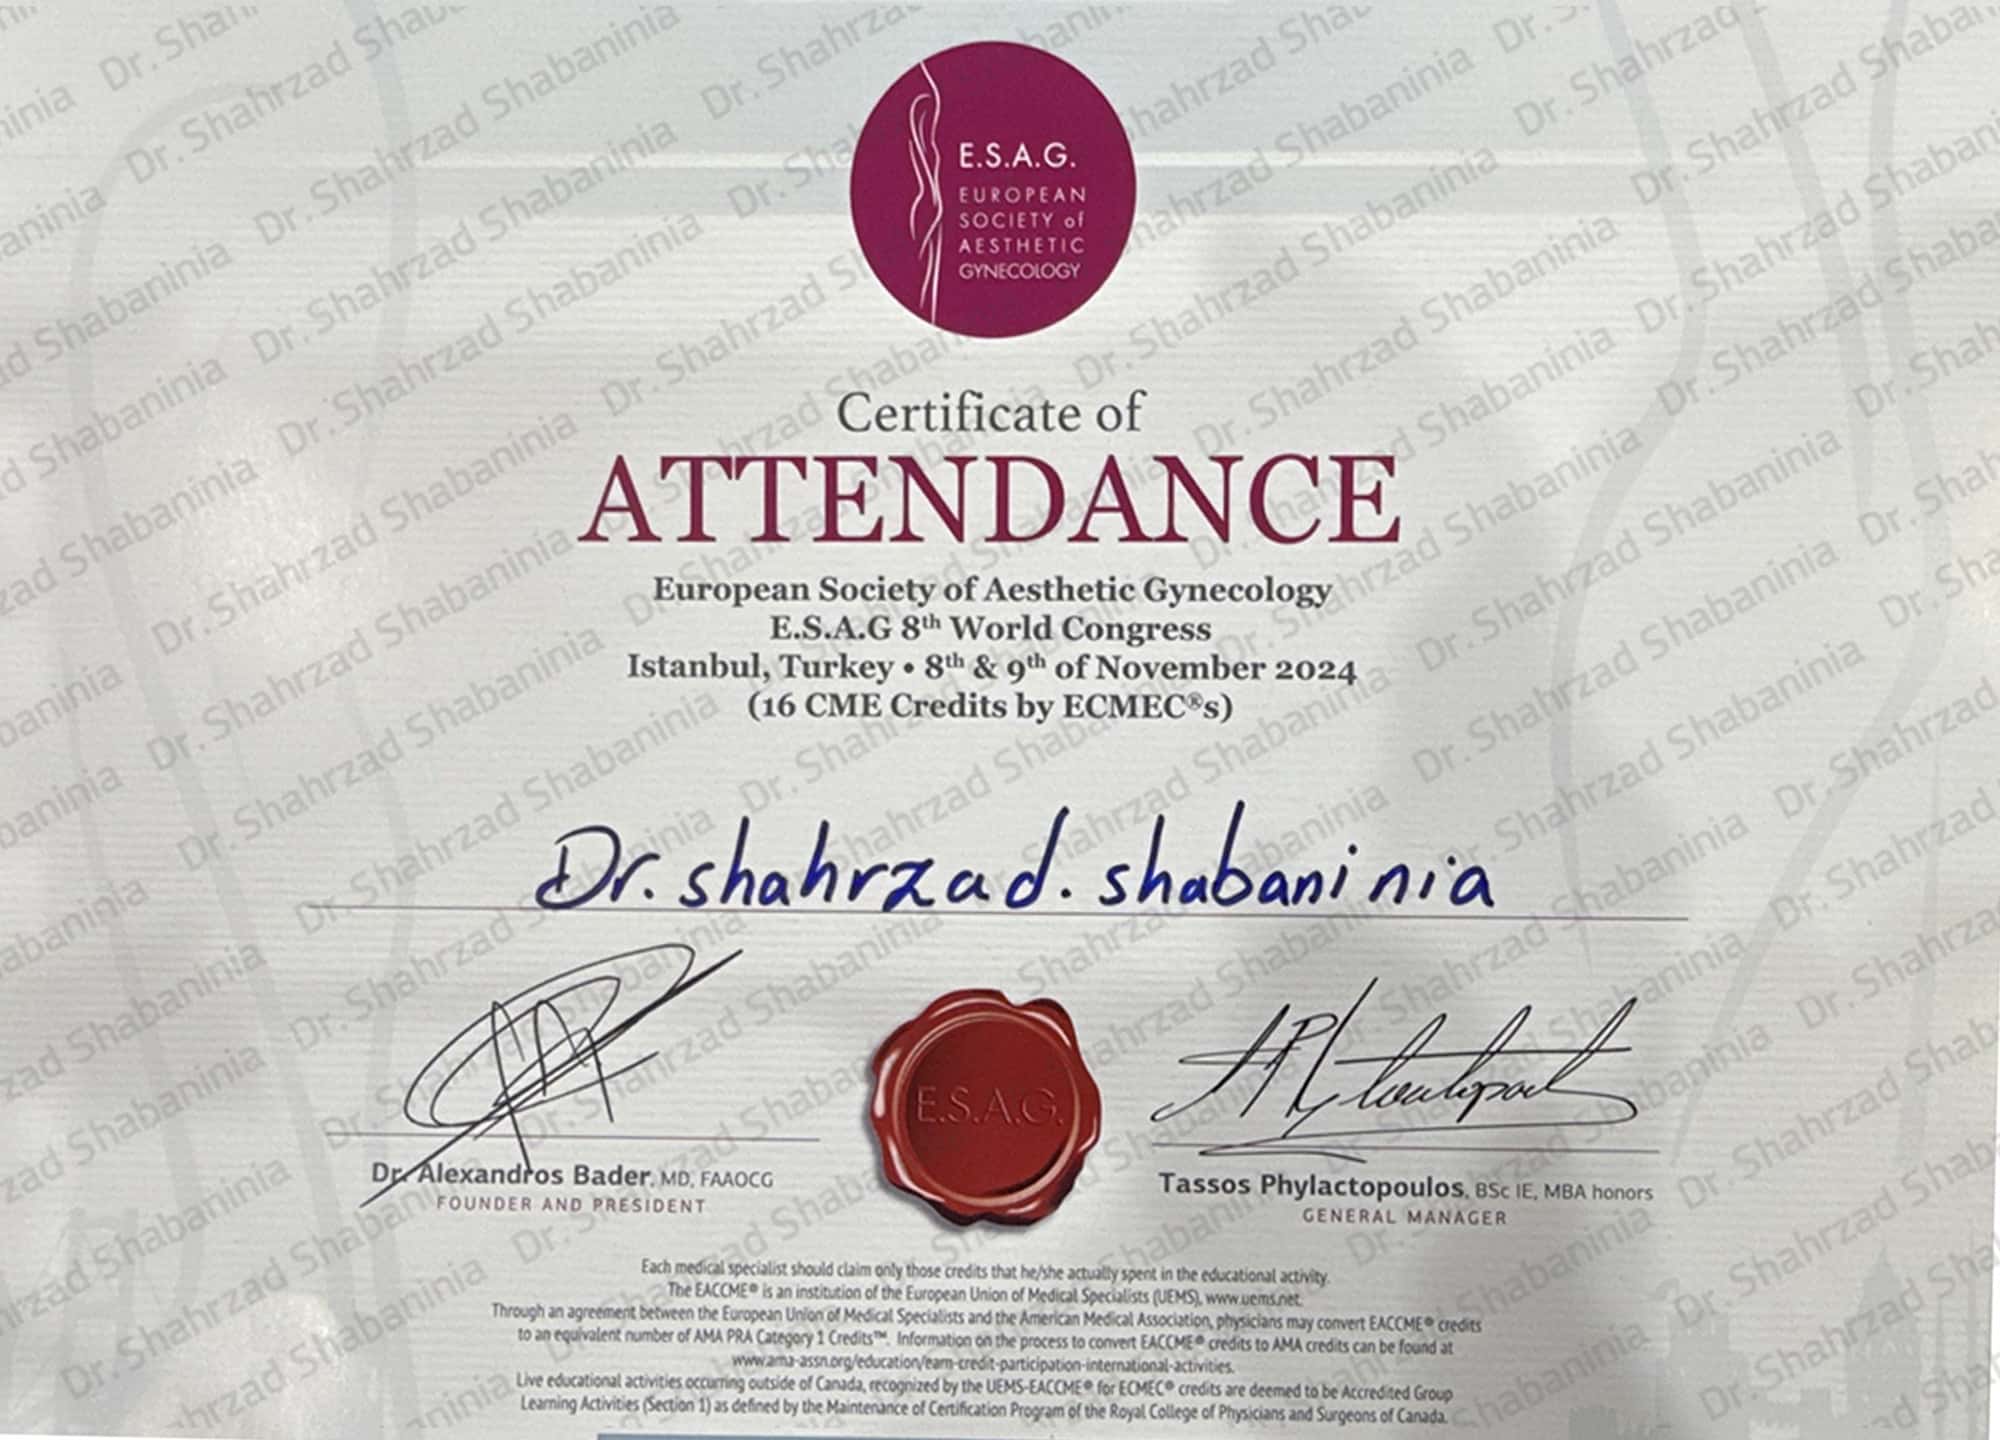 E.S.A.G.
EUROPEAN
SOCIETY of
AESTHETIC
GYNECOLOGY
Certificate of
ATTENDANCE
European Society of Aesthetic Gynecology
E.S.A.G 8th World Congress
Istanbul, Turkey • 8th & 9th of November 2024
(16 CME Credits by ECMEC®s)
Dr. shahrzad. shabaninia
E.S.A.G.
Dr. Alexandros Bader, MD, FAAOCG
FOUNDER AND PRESIDENT
Tassos Phylactopoulos, BSc IE, MBA honors
GENERAL MANAGER
Each medical specialist should claim only those credits that he/she actually spent in the educational activity.
The EACCME® is an institution of the European Union of Medical Specialists (UEMS), www.uems.net.
Through an agreement between the European Union of Medical Specialists and the American Medical Association, physicians may convert EACCME® credits
to an equivalent number of AMA PRA Category 1 Credits™. Information on the process to convert EACCME® credits to AMA credits can be found at
www.ama-assn.org/education/earn-credit-participation-international-activities.
Live educational activities occurring outside of Canada, recognized by the UEMS-EACCME® for ECMEC® credits are deemed to be Accredited Group
Learning Activities (Section 1) as defined by the Maintenance of Certification Program of the Royal College of Physicians and Surgeons of Canada.
Dr. Shahrzad Shabaninia